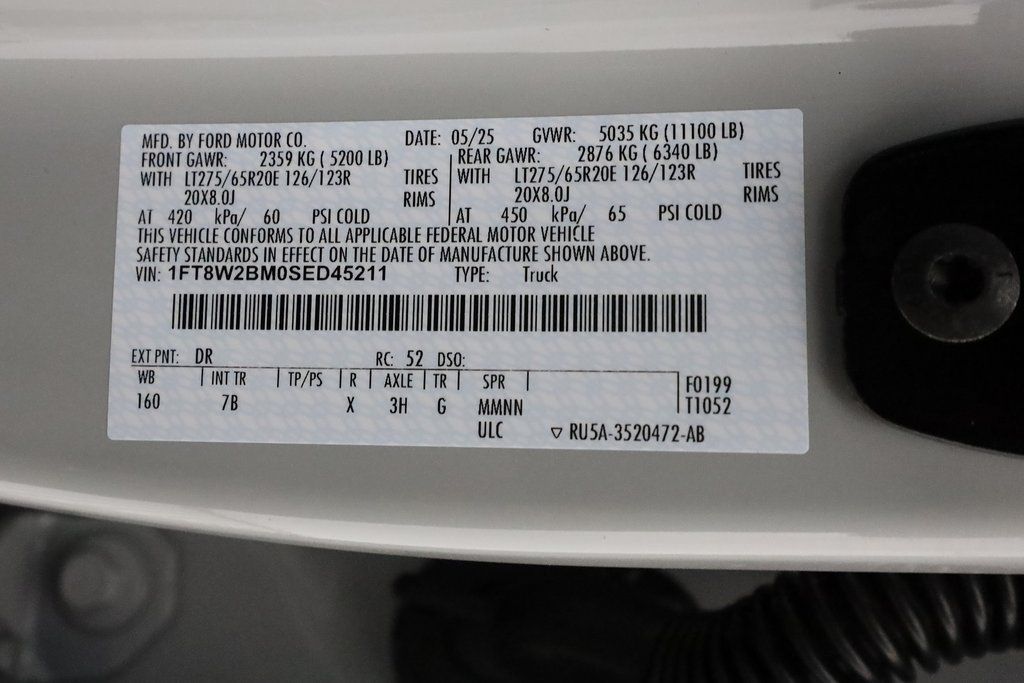 MFD. BY FORD MOTOR CO. DATE: 05/25 GVWR: 5035 KG (11100 LB)
FRONT GAWR: 2359 KG ( 5200 LB) REAR GAWR: 2876 KG ( 6340 LB)
WITH LT275/65R20E 126/123R TIRES WITH LT275/65R20E 126/123R TIRES
20X8.0J RIMS 20X8.0J RIMS
AT 420 kPa/ 60 PSI COLD AT 450 kPa/ 65 PSI COLD
THIS VEHICLE CONFORMS TO ALL APPLICABLE FEDERAL MOTOR VEHICLE
SAFETY STANDARDS IN EFFECT ON THE DATE OF MANUFACTURE SHOWN ABOVE.
VIN: 1FT8W2BM0SED45211 TYPE: Truck
EXT PNT: DR RC: 52 DSO:
WB INT TR TP/PS R AXLE TR SPR F0199
160 7B X 3H G MMNN T1052
ULC ▽ RU5A-3520472-AB